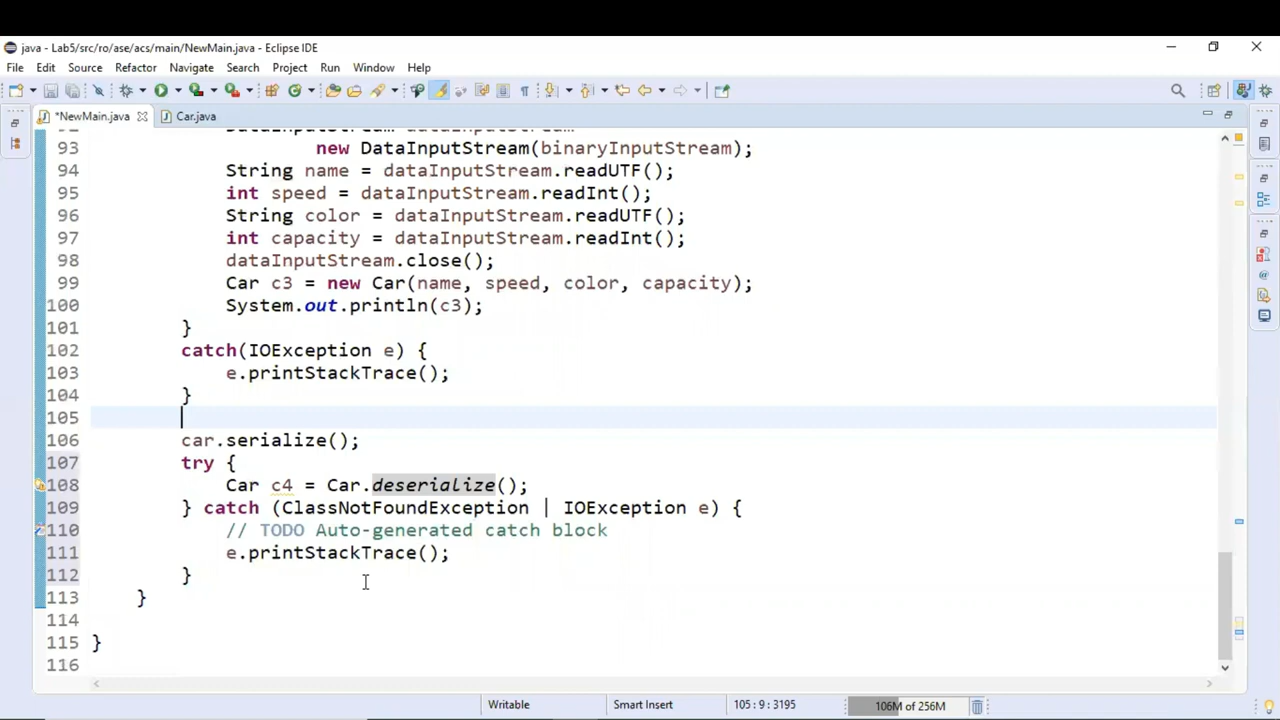 java - Lab5/src/ro/ase/acs/main/NewMain.java - Eclipse IDE
File Edit Source Refactor Navigate Search Project Run Window Help
*NewMain.java Car.java
93 new DataInputStream(binaryInputStream);
94 String name = dataInputStream.readUTF();
95 int speed = dataInputStream.readInt();
96 String color = dataInputStream.readUTF();
97 int capacity = dataInputStream.readInt();
98 dataInputStream.close();
99 Car c3 = new Car(name, speed, color, capacity);
100 System.out.println(c3);
101 }
102 catch(IOException e) {
103 e.printStackTrace();
104 }
105
106 car.serialize();
107 try {
108 Car c4 = Car.deserialize();
109 } catch (ClassNotFoundException | IOException e) {
110 // TODO Auto-generated catch block
111 e.printStackTrace();
112 }
113 }
114
115 }
116
Writable Smart Insert 105 : 9 : 3195 106M of 256M